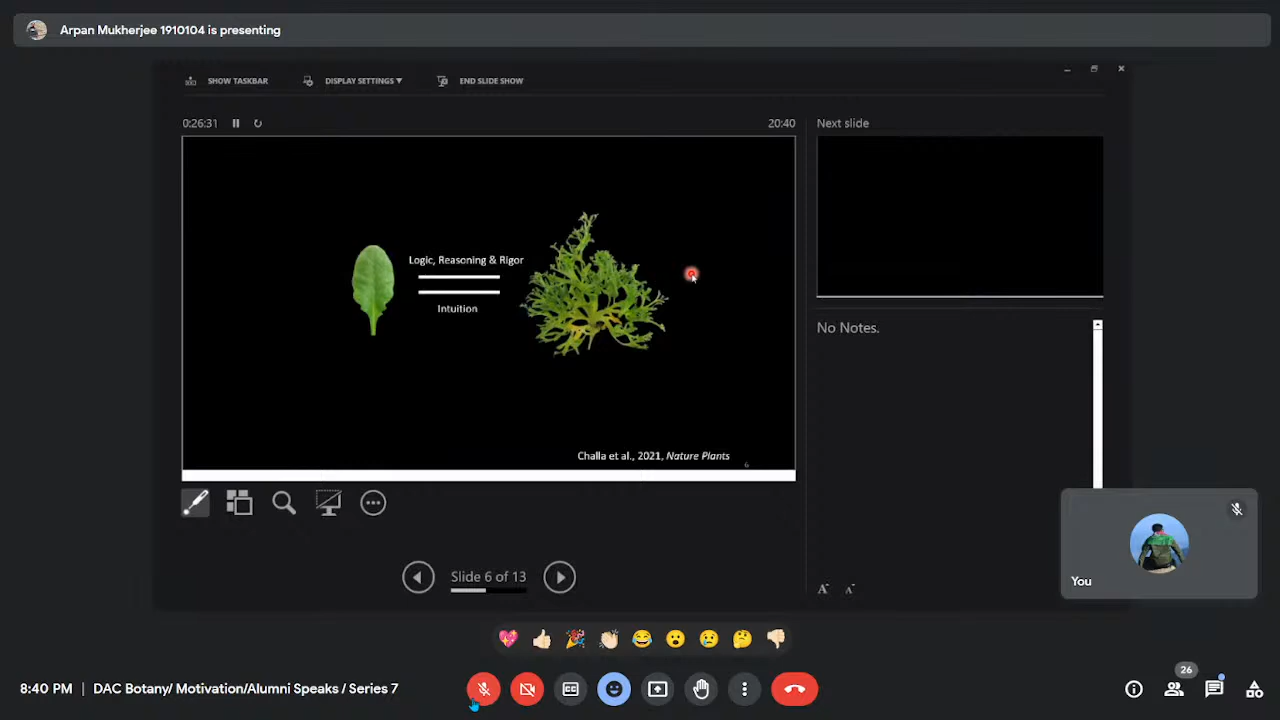 Arpan Mukherjee 1910104 is presenting
SHOW TASKBAR
DISPLAY SETTINGS ▼
END SLIDE SHOW
0:26:31
20:40
Next slide
Logic, Reasoning & Rigor
Intuition
No Notes.
Challa et al., 2021, Nature Plants
6
Slide 6 of 13
A
A
You
26
8:40 PM | DAC Botany/ Motivation/Alumni Speaks / Series 7
CC